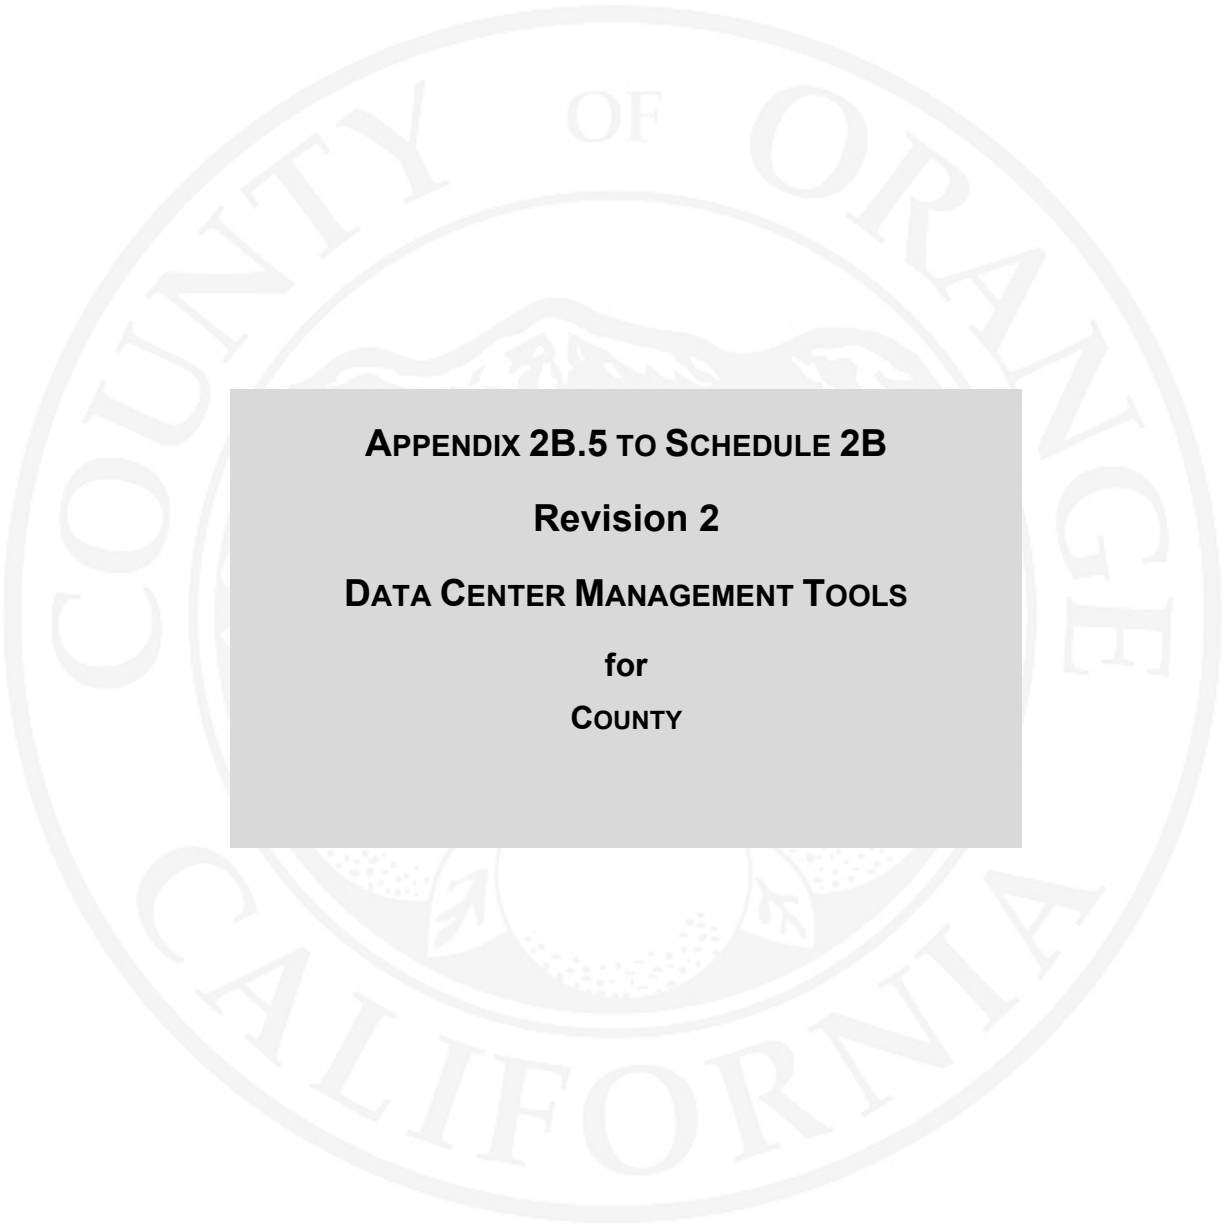 COUNTY OF ORANGE
APPENDIX 2B.5 TO SCHEDULE 2B
Revision 2
DATA CENTER MANAGEMENT TOOLS
for
COUNTY
CALIFORNIA